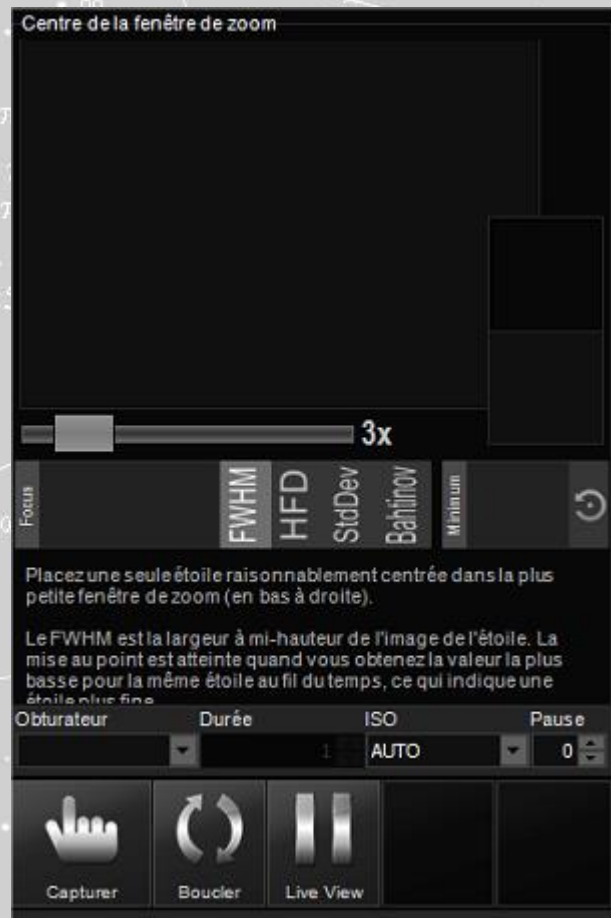 Centre de la fenêtre de zoom
3x
Focus
FWHM
HFD
StdDev
Bahtinov
Minimum
Placez une seule étoile raisonnablement centrée dans la plus
petite fenêtre de zoom (en bas à droite).
Le FWHM est la largeur à mi-hauteur de l'image de l'étoile. La
mise au point est atteinte quand vous obtenez la valeur la plus
basse pour la même étoile au fil du temps, ce qui indique une
étoile plus fine
Obturateur Durée ISO Pause
1 AUTO 0
Capturer Boucler Live View